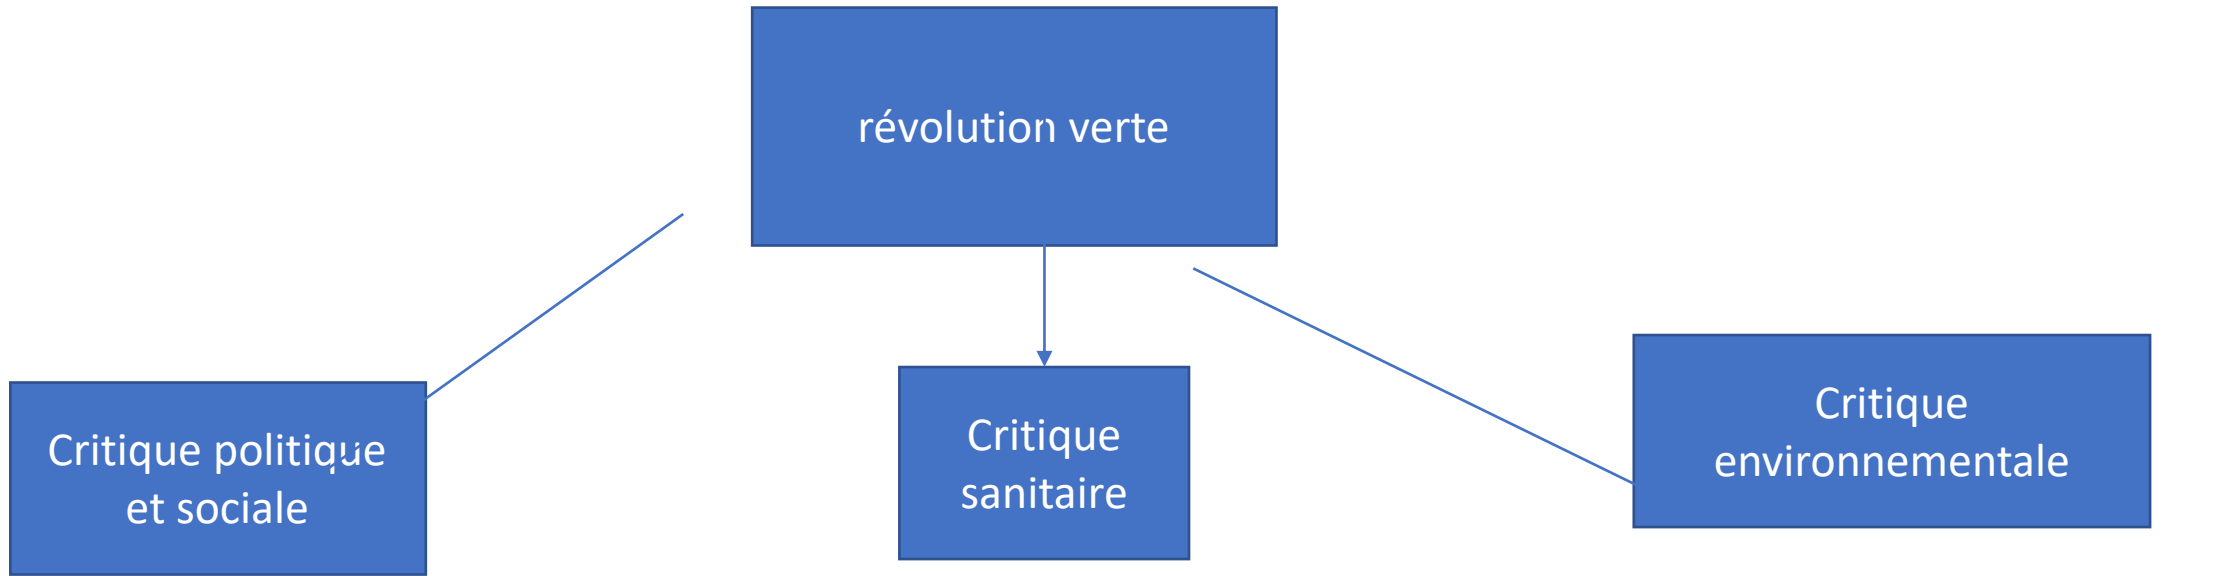 révolution verte
Critique politique
et sociale
Critique
sanitaire
Critique
environnementale